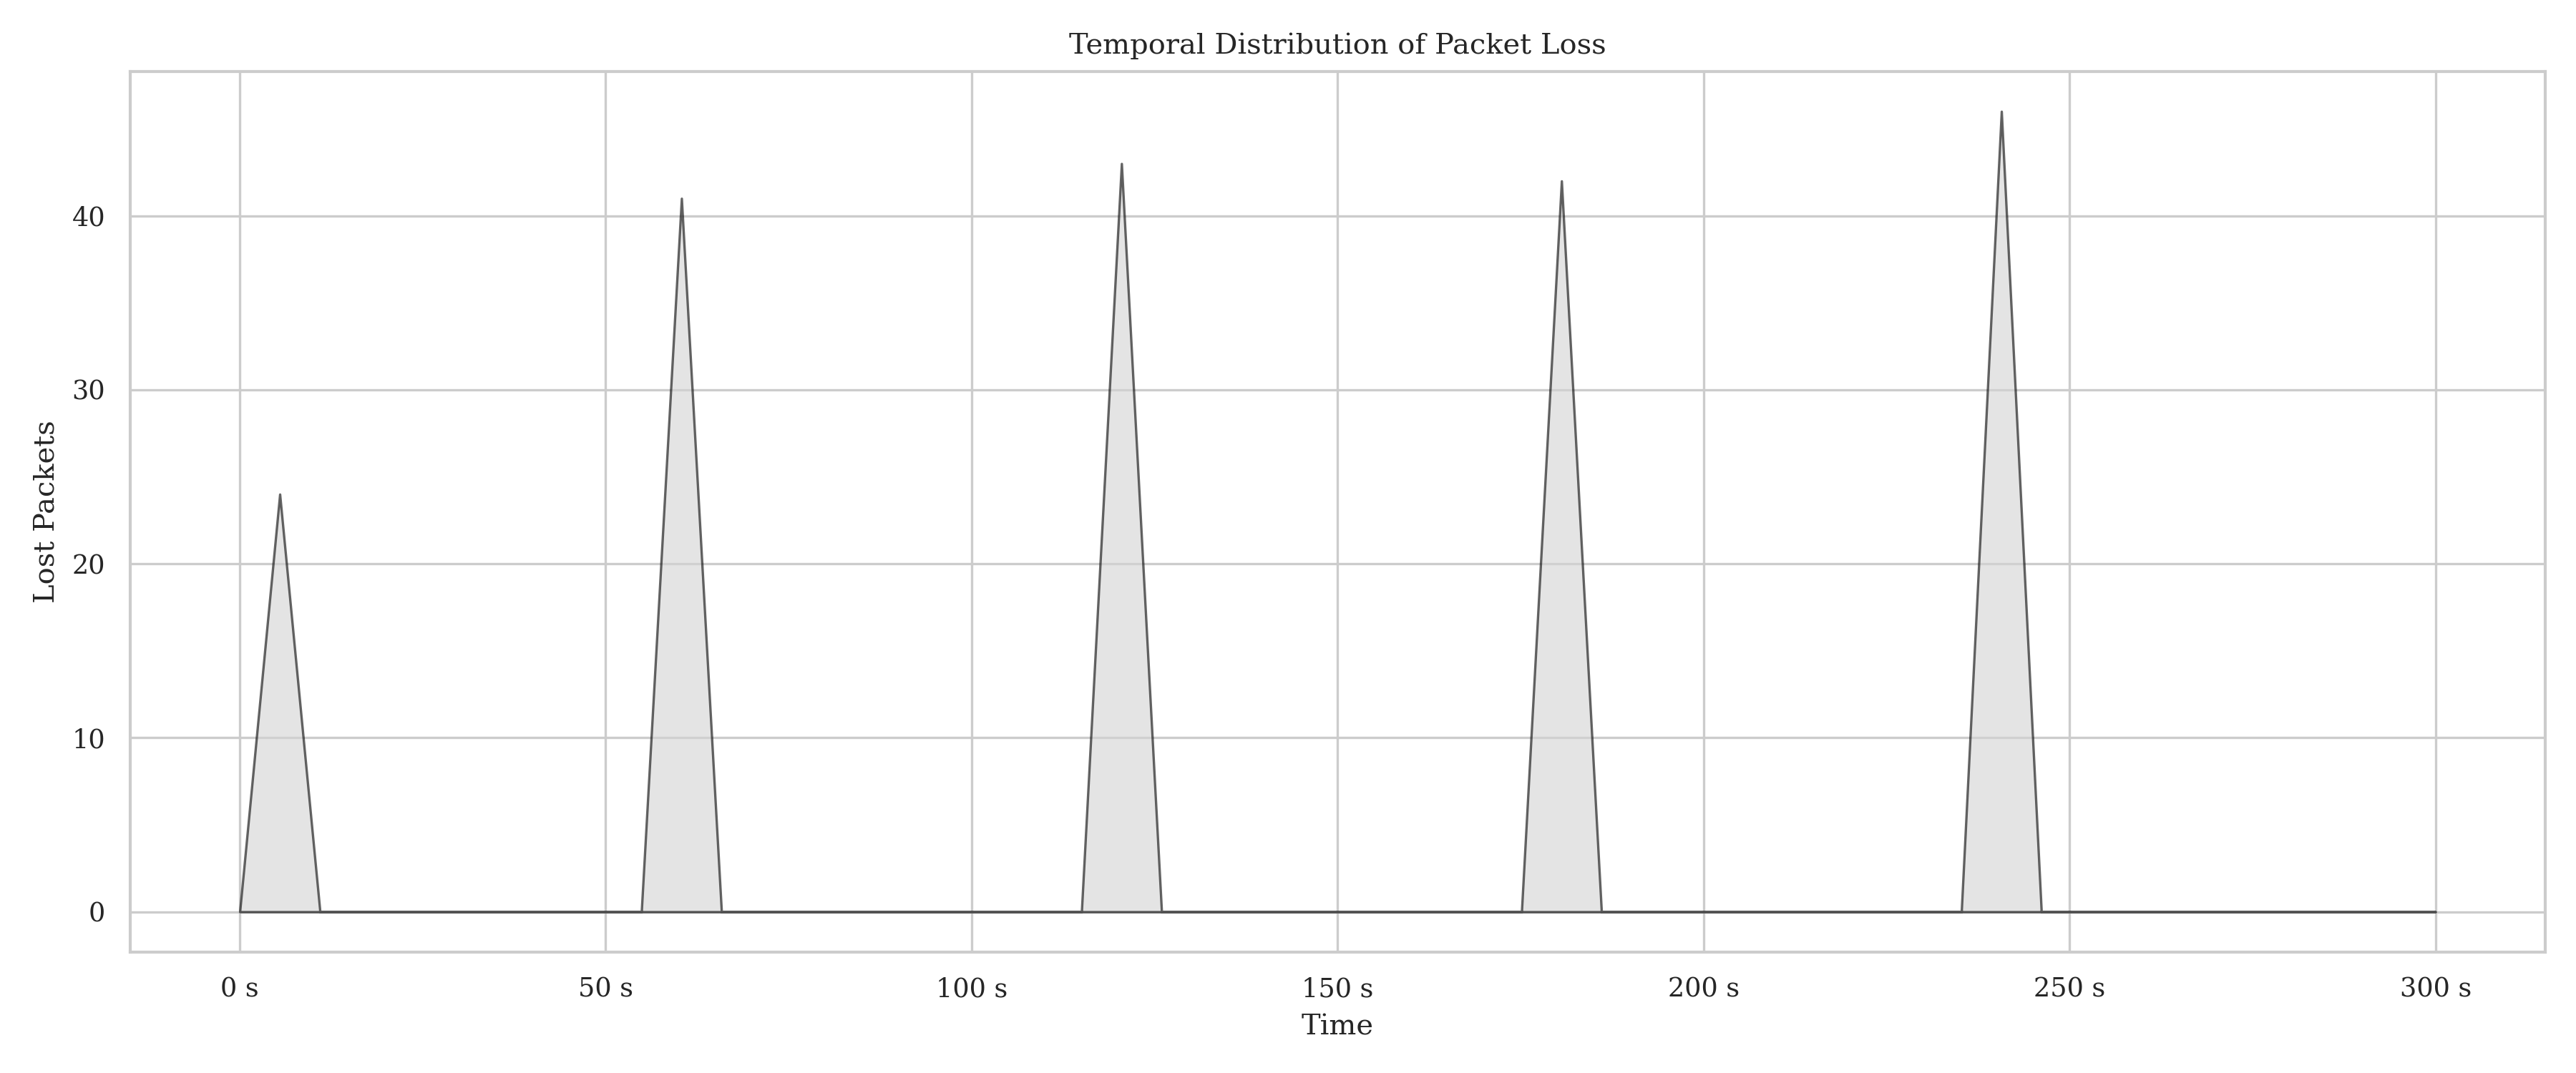 Temporal Distribution of Packet Loss
Lost Packets
40
30
20
10
0
0 s 50 s 100 s 150 s 200 s 250 s 300 s
Time